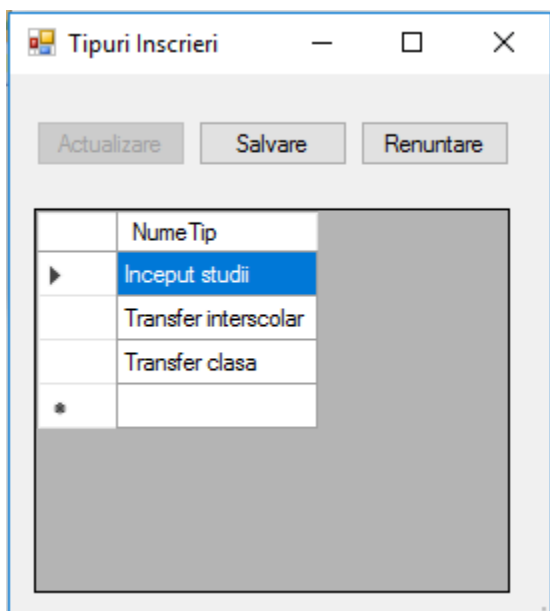 Tipuri Inscrieri
Actualizare Salvare Renuntare
NumeTip
Inceput studii
Transfer interscolar
Transfer clasa